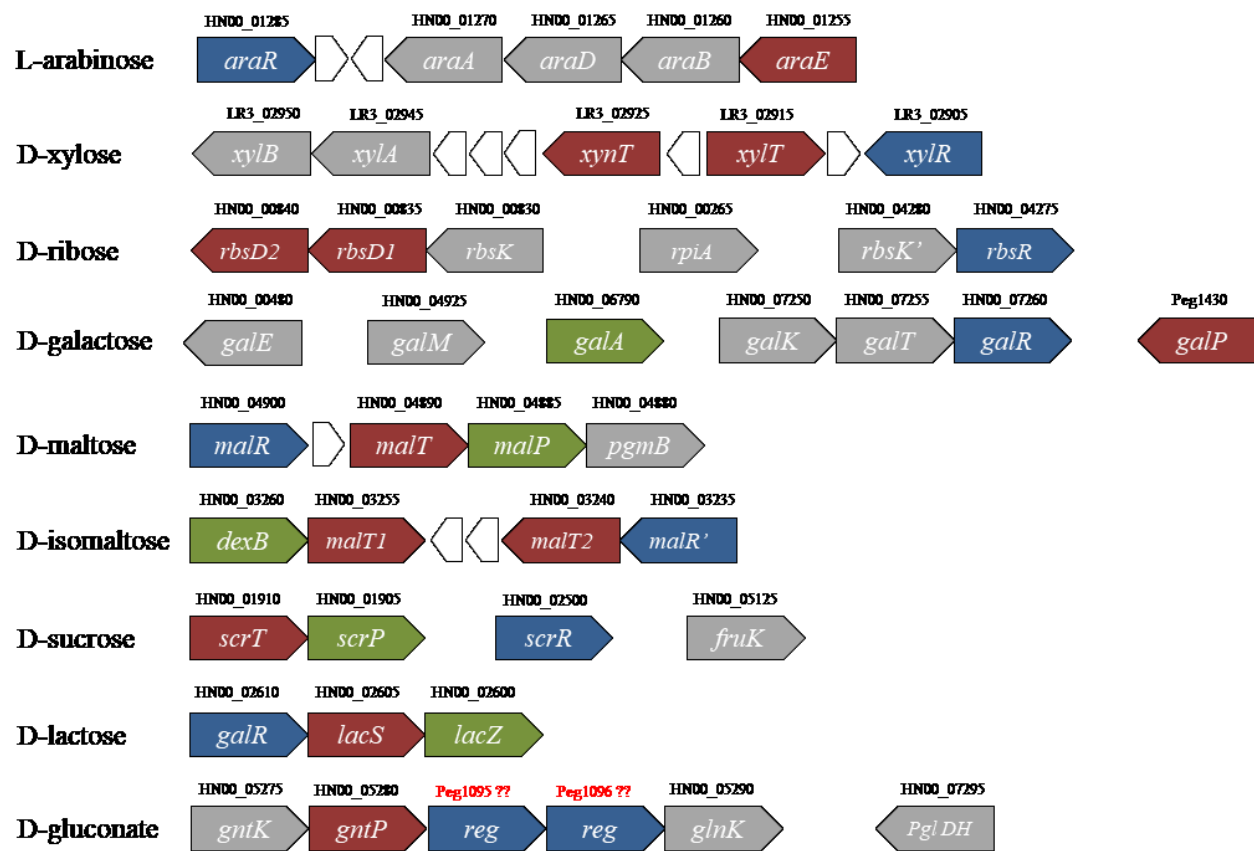 HN00_01285 HN00_01270 HN00_01265 HN00_01260 HN00_01255
L-arabinose araR araA araD araB araE
LR3_02950 LR3_02945 LR3_02925 LR3_02915 LR3_02905
D-xylose xylB xylA xynT xylT xylR
HN00_00840 HN00_00835 HN00_00830 HN00_00265 HN00_04280 HN00_04275
D-ribose rbsD2 rbsD1 rbsK rpiA rbsK' rbsR
HN00_00480 HN00_04925 HN00_06790 HN00_07250 HN00_07255 HN00_07260 Peg1430
D-galactose galE galM galA galK galT galR galP
HN00_04900 HN00_04890 HN00_04885 HN00_04880
D-maltose malR malT malP pgmB
HN00_03260 HN00_03255 HN00_03240 HN00_03235
D-isomaltose dexB malT1 malT2 malR'
HN00_01910 HN00_01905 HN00_02500 HN00_05125
D-sucrose scrT scrP scrR fruK
HN00_02610 HN00_02605 HN00_02600
D-lactose galR lacS lacZ
HN00_05275 HN00_05280 Peg1095 ?? Peg1096 ?? HN00_05290 HN00_07295
D-gluconate gntK gntP reg reg glnK Pgl DH